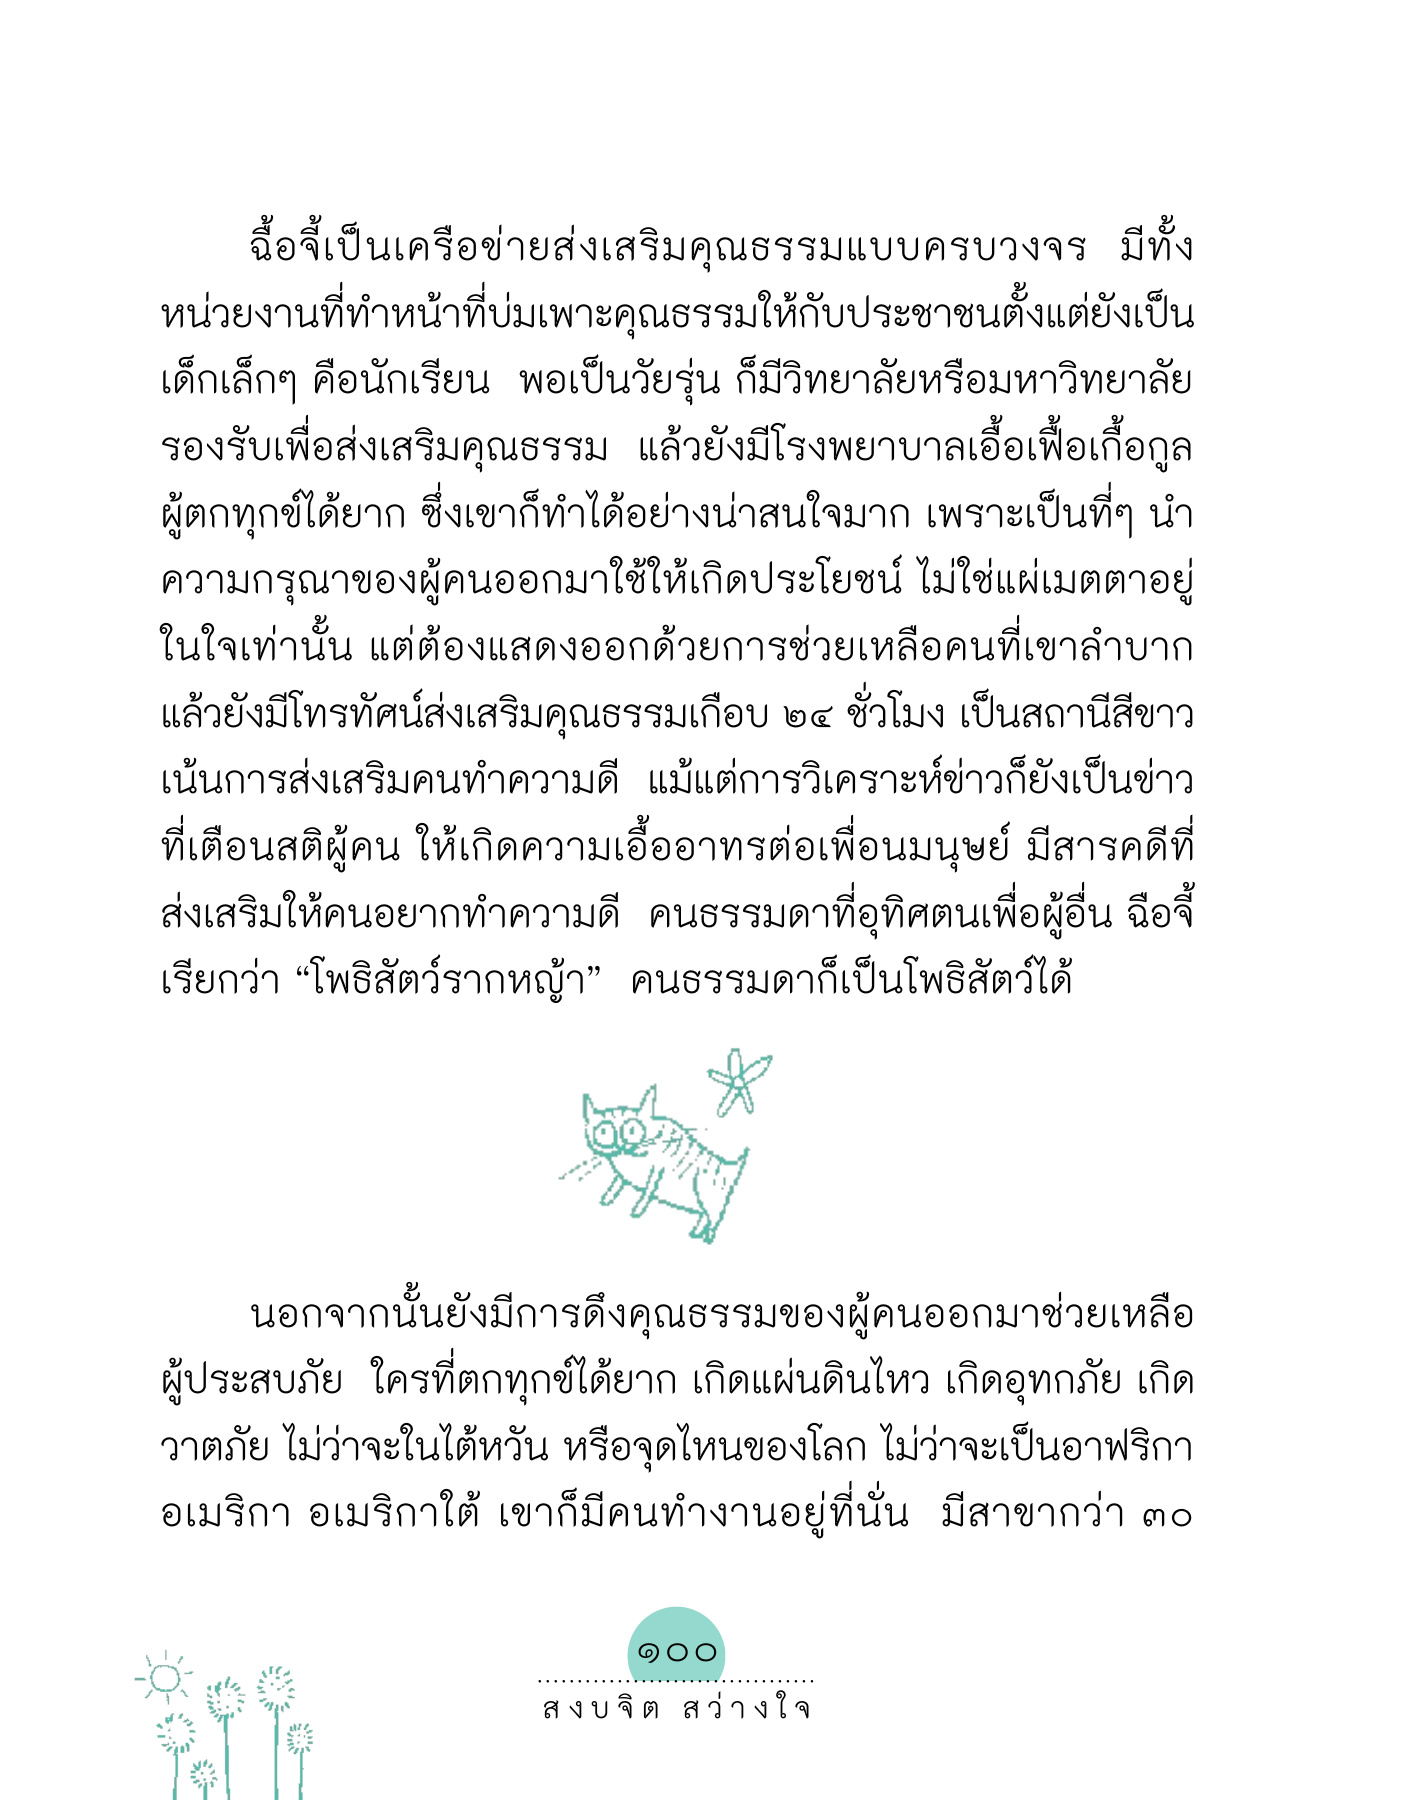 ฉื้อจี้เป็นเครือข่ายส่งเสริมคุณธรรมแบบครบวงจร มีทั้ง
หน่วยงานที่ทำหน้าที่บ่มเพาะคุณธรรมให้กับประชาชนตั้งแต่ยังเป็น
เด็กเล็กๆ คือนักเรียน พอเป็นวัยรุ่น ก็มีวิทยาลัยหรือมหาวิทยาลัย
รองรับเพื่อส่งเสริมคุณธรรม แล้วยังมีโรงพยาบาลเอื้อเฟื้อเกื้อกูล
ผู้ตกทุกข์ได้ยาก ซึ่งเขาก็ทำได้อย่างน่าสนใจมาก เพราะเป็นที่ๆ นำ
ความกรุณาของผู้คนออกมาใช้ให้เกิดประโยชน์ ไม่ใช่แผ่เมตตาอยู่
ในใจเท่านั้น แต่ต้องแสดงออกด้วยการช่วยเหลือคนที่เขาลำบาก
แล้วยังมีโทรทัศน์ส่งเสริมคุณธรรมเกือบ ๒๔ ชั่วโมง เป็นสถานีสีขาว
เน้นการส่งเสริมคนทำความดี แม้แต่การวิเคราะห์ข่าวก็ยังเป็นข่าว
ที่เตือนสติผู้คน ให้เกิดความเอื้ออาทรต่อเพื่อนมนุษย์ มีสารคดีที่
ส่งเสริมให้คนอยากทำความดี คนธรรมดาที่อุทิศตนเพื่อผู้อื่น ฉือจี้
เรียกว่า “โพธิสัตว์รากหญ้า” คนธรรมดาก็เป็นโพธิสัตว์ได้
นอกจากนั้นยังมีการดึงคุณธรรมของผู้คนออกมาช่วยเหลือ
ผู้ประสบภัย ใครที่ตกทุกข์ได้ยาก เกิดแผ่นดินไหว เกิดอุทกภัย เกิด
วาตภัย ไม่ว่าจะในไต้หวัน หรือจุดไหนของโลก ไม่ว่าจะเป็นอาฟริกา
อเมริกา อเมริกาใต้ เขาก็มีคนทำงานอยู่ที่นั่น มีสาขากว่า ๓๐
๑๐๐
สงบจิต สว่างใจ